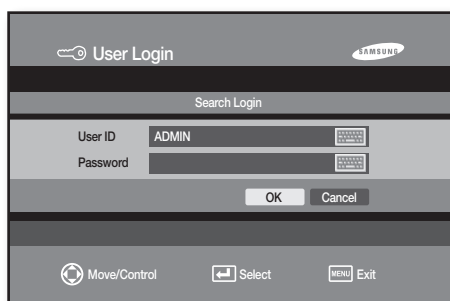 User Login
SAMSUNG
Search Login
User ID ADMIN
Password
OK Cancel
Move/Control Select MENU Exit